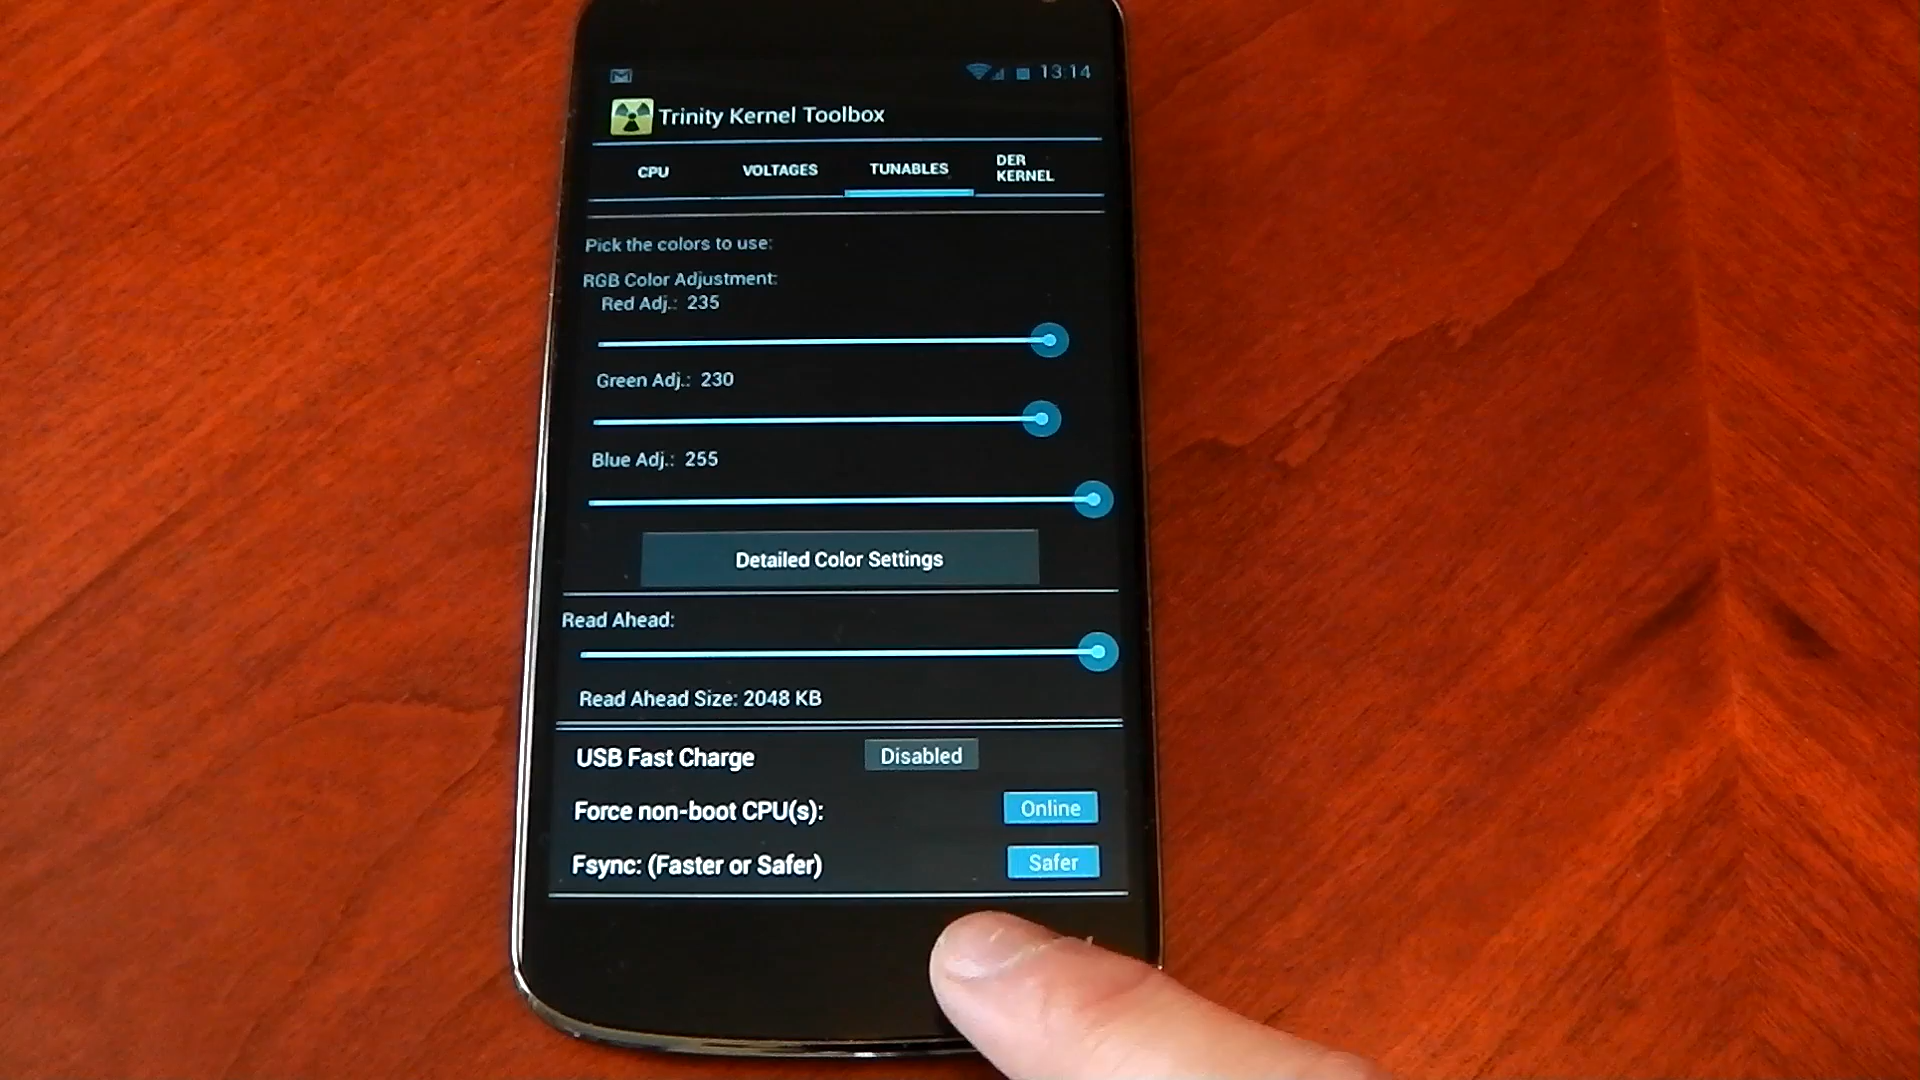 13:14
Trinity Kernel Toolbox
CPU
VOLTAGES
TUNABLES
DER
KERNEL
Pick the colors to use:
RGB Color Adjustment:
Red Adj.: 235
Green Adj.: 230
Blue Adj.: 255
Detailed Color Settings
Read Ahead:
Read Ahead Size: 2048 KB
USB Fast Charge
Disabled
Force non-boot CPU(s):
Online
Fsync: (Faster or Safer)
Safer